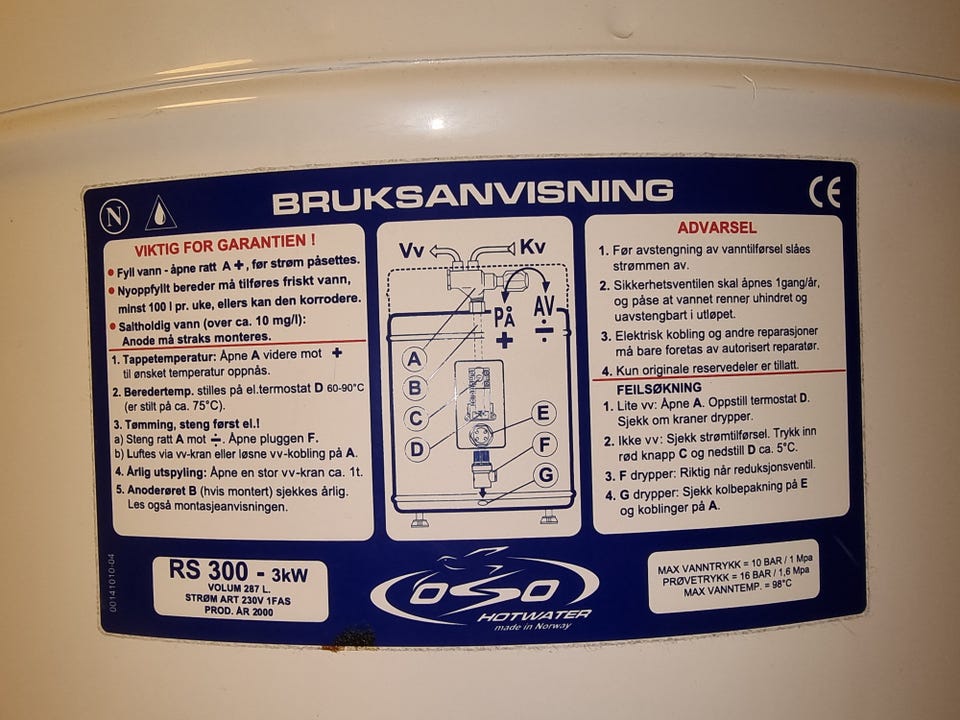 BRUKSANVISNING
N
CE
VIKTIG FOR GARANTIEN !
• Fyll vann - åpne ratt A +, før strøm påsettes.
• Nyoppfyllt bereder må tilføres friskt vann,
minst 100 l pr. uke, ellers kan den korrodere.
• Saltholdig vann (over ca. 10 mg/l):
Anode må straks monteres.
1. Tappetemperatur: Åpne A videre mot +
til ønsket temperatur oppnås.
2. Beredertemp. stilles på el.termostat D 60-90°C
(er stilt på ca. 75°C).
3. Tømming, steng først el.!
a) Steng ratt A mot ÷. Åpne pluggen F.
b) Luftes via vv-kran eller løsne vv-kobling på A.
4. Årlig utspyling: Åpne en stor vv-kran ca. 1t.
5. Anoderøret B (hvis montert) sjekkes årlig.
Les også montasjeanvisningen.
Vv
Kv
PÅ
+
AV
÷
A
B
C
D
E
F
G
ADVARSEL
1. Før avstengning av vanntilførsel slåes
strømmen av.
2. Sikkerhetsventilen skal åpnes 1gang/år,
og påse at vannet renner uhindret og
uavstengbart i utløpet.
3. Elektrisk kobling og andre reparasjoner
må bare foretas av autorisert reparatør.
4. Kun originale reservedeler er tillatt.
FEILSØKNING
1. Lite vv: Åpne A. Oppstill termostat D.
Sjekk om kraner drypper.
2. Ikke vv: Sjekk strømtilførsel. Trykk inn
rød knapp C og nedstill D ca. 5°C.
3. F drypper: Riktig når reduksjonsventil.
4. G drypper: Sjekk kolbepakning på E
og koblinger på A.
00141010-04
RS 300 - 3kW
VOLUM 287 L.
STRØM ART 230V 1FAS
PROD. ÅR 2000
OSO
HOTWATER
made in Norway
MAX VANNTRYKK = 10 BAR / 1 Mpa
PRØVETRYKK = 16 BAR / 1,6 Mpa
MAX VANNTEMP. = 98°C